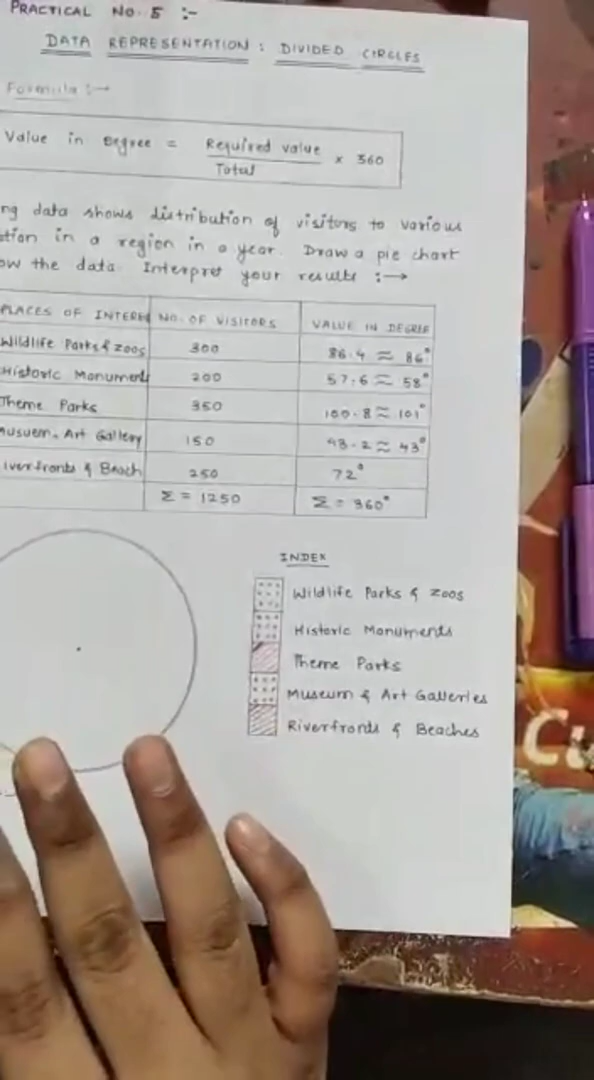 PRACTICAL NO. 5 :-
DATA REPRESENTATION : DIVIDED CIRCLES
Formula :→
Value in Degree = Required value / Total × 360
ng data shows distribution of visitors to various
tion in a region in a year. Draw a pie chart
ow the data. Interpret your results :→
PLACES OF INTERE NO. OF VISITORS VALUE IN DEGREE
Wildlife Parks & Zoos 300 86.4 ≈ 86°
Historic Monument 200 57.6 ≈ 58°
Theme Parks 350 100.8 ≈ 101°
Musuem, Art Gallery 150 43.2 ≈ 43°
iverfronts & Beach 250 72°
Σ = 1250 Σ = 360°
INDEX
Wildlife Parks & Zoos
Historic Monuments
Theme Parks
Museum & Art Galleries
Riverfronts & Beaches